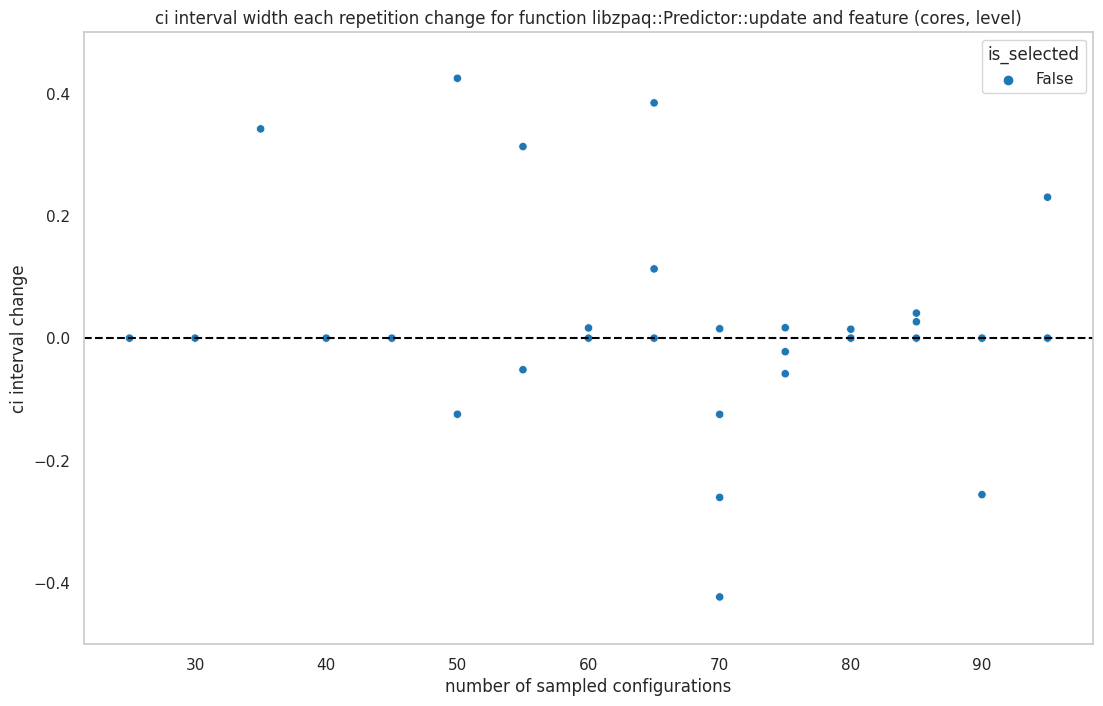 ci interval width each repetition change for function libzpaq::Predictor::update and feature (cores, level)
is_selected
False
ci interval change
0.4
0.2
0.0
−0.2
−0.4
30 40 50 60 70 80 90
number of sampled configurations